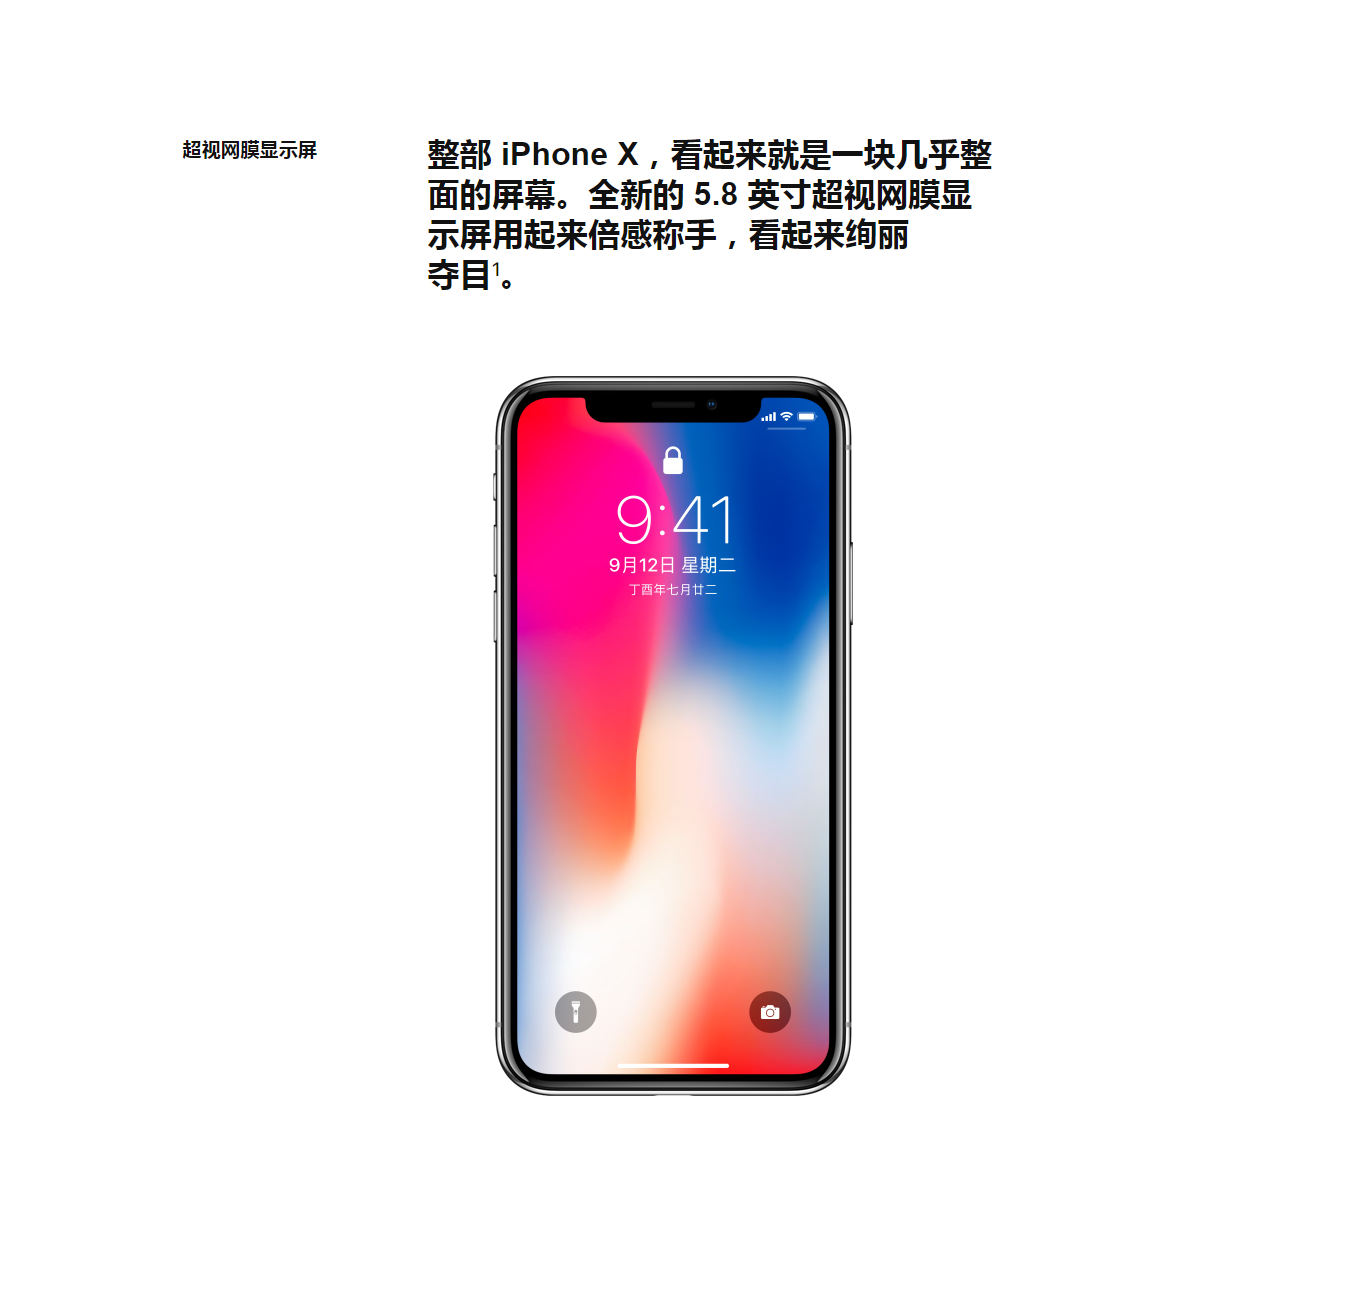 超视网膜显示屏
整部 iPhone X，看起来就是一块几乎整
面的屏幕。全新的 5.8 英寸超视网膜显
示屏用起来倍感称手，看起来绚丽
夺目1。
9:41
9月12日 星期二
丁酉年七月廿二